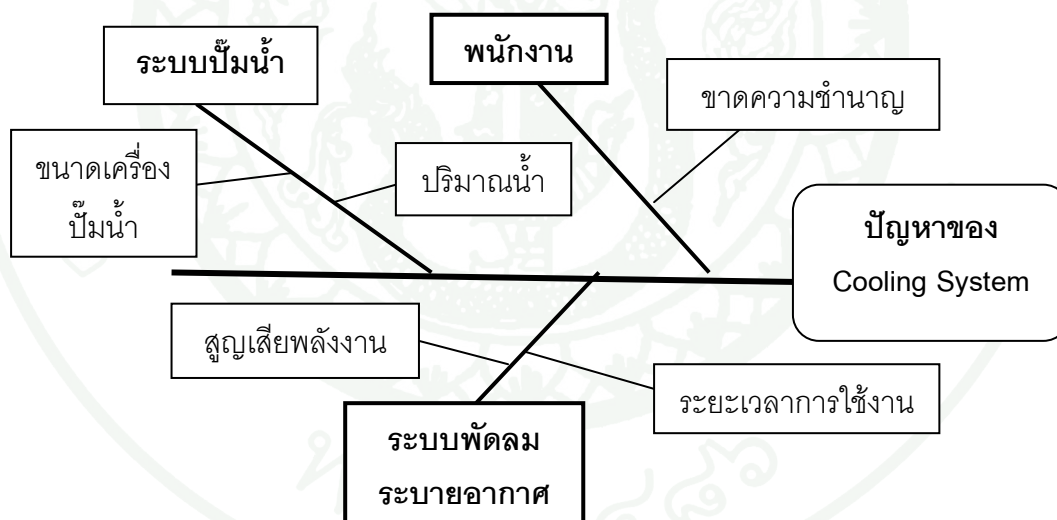 ระบบปั๊มน้ำ
พนักงาน
ขาดความชำนาญ
ขนาดเครื่อง
ปั๊มน้ำ
ปริมาณน้ำ
ปัญหาของ
Cooling System
สูญเสียพลังงาน
ระยะเวลาการใช้งาน
ระบบพัดลม
ระบายอากาศ